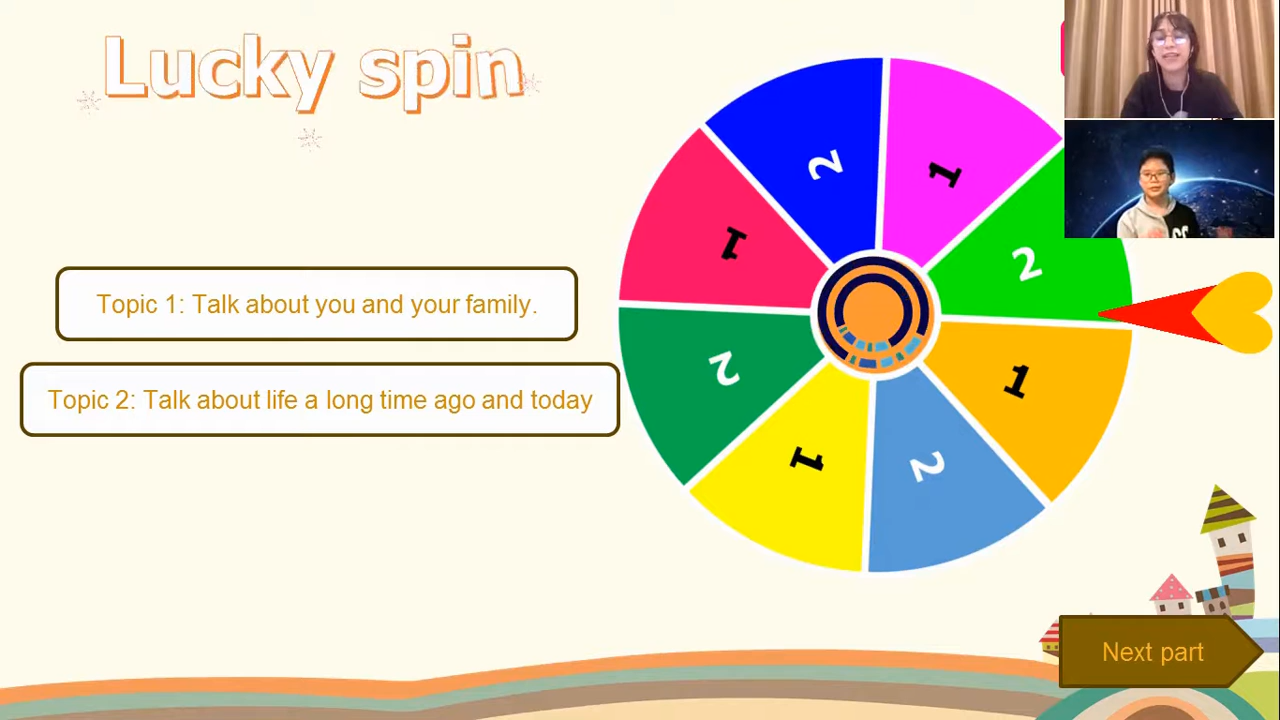 Lucky spin
Topic 1: Talk about you and your family.
Topic 2: Talk about life a long time ago and today
2
1
1
2
2
1
1
2
Next part